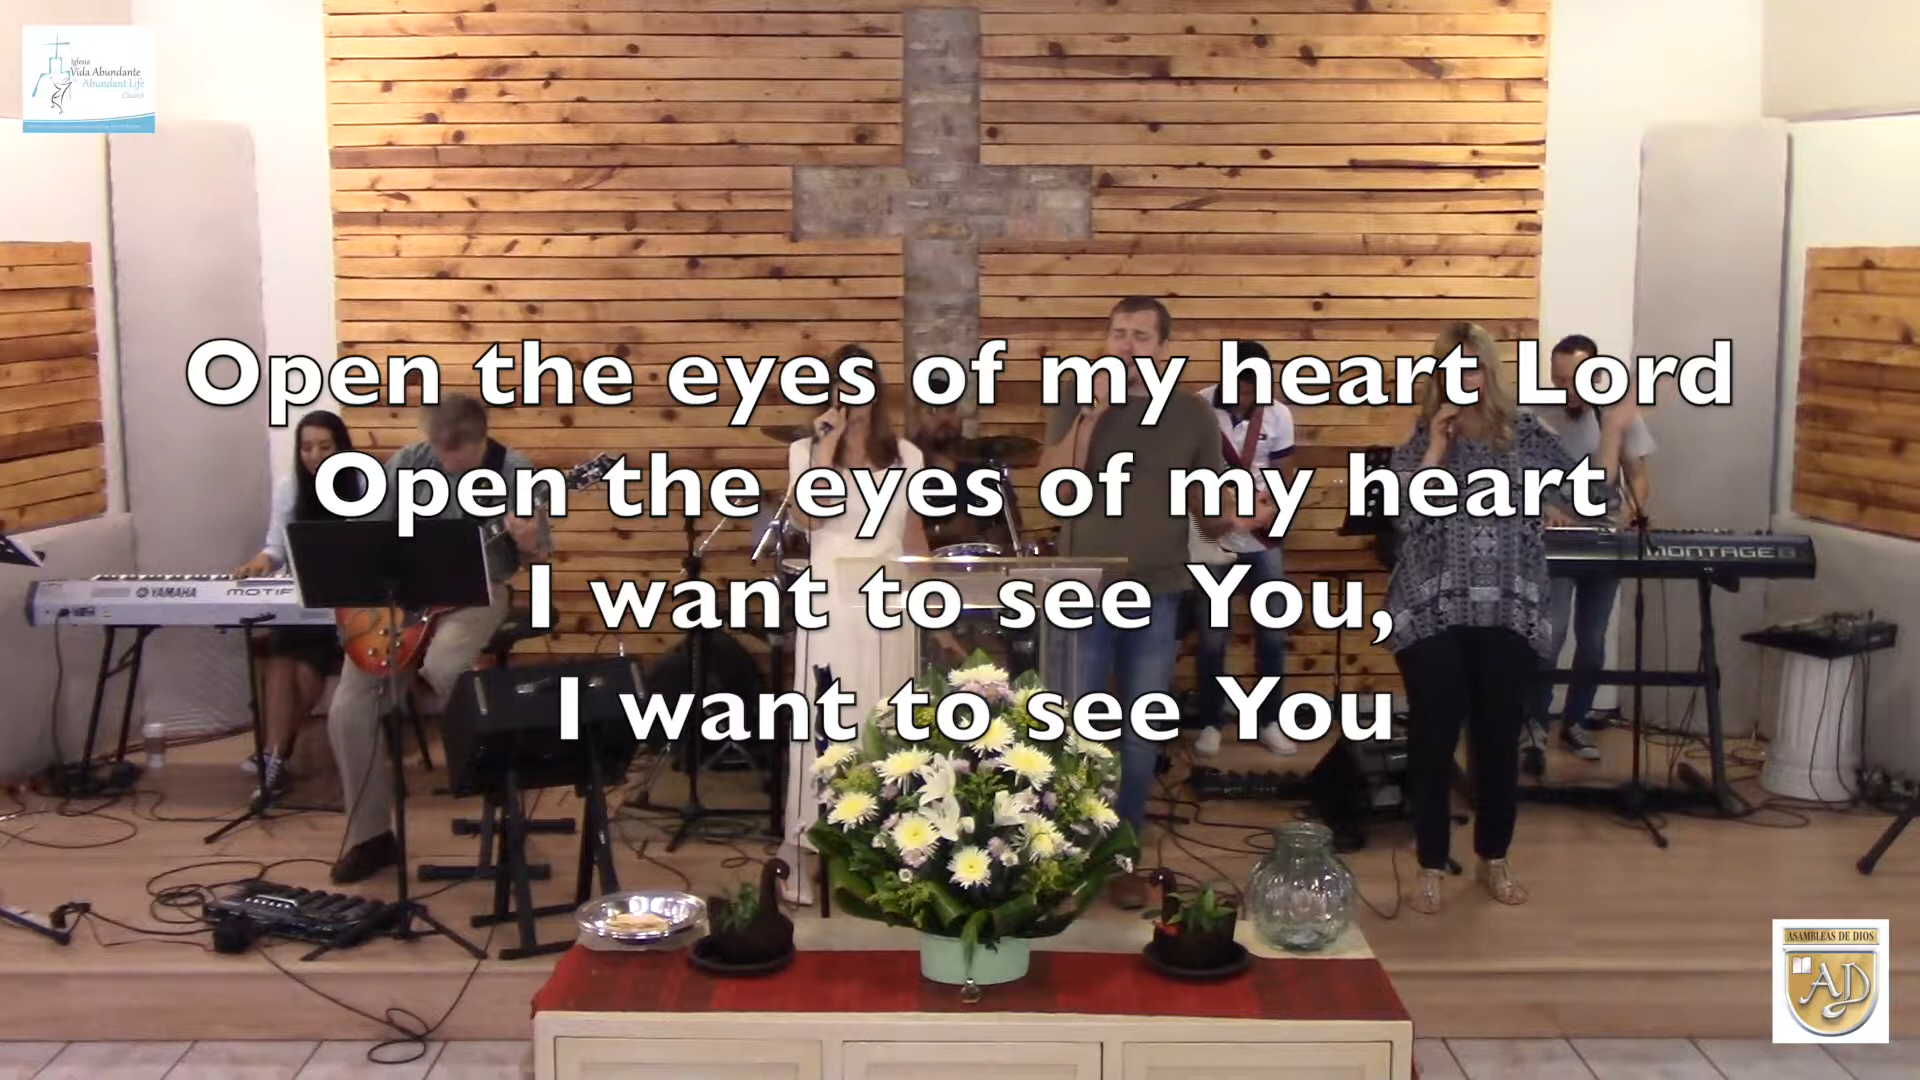 Iglesia
Vida Abundante
Abundant Life
Church
Open the eyes of my heart Lord
Open the eyes of my heart
I want to see You,
I want to see You
YAMAHA MOTIF
MONTAGE8
ASAMBLEAS DE DIOS
AD